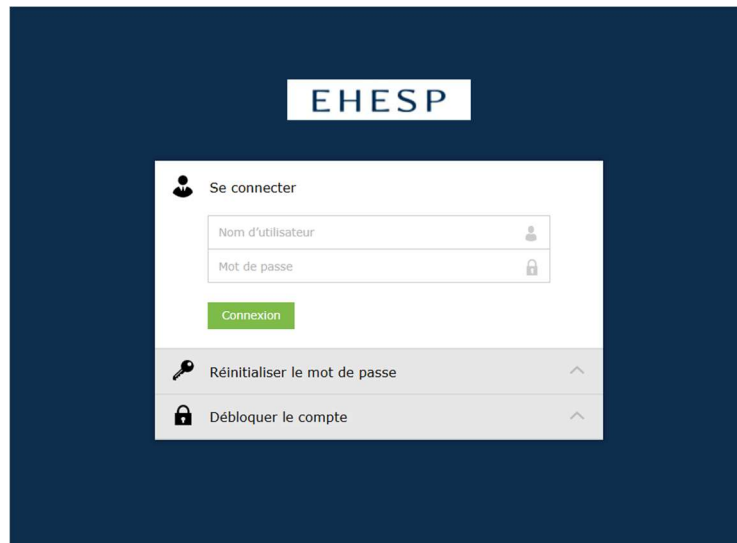 EHESP
Se connecter
Nom d'utilisateur
Mot de passe
Connexion
Réinitialiser le mot de passe
Débloquer le compte